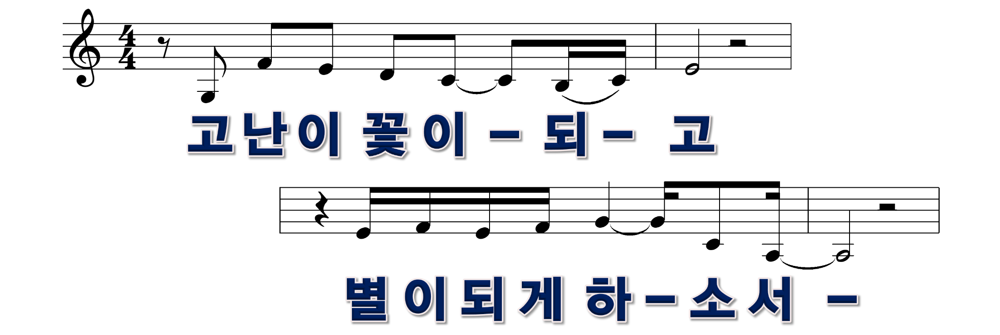 고난이 꽃이 - 되 - 고
별이되게 하 - 소서 -